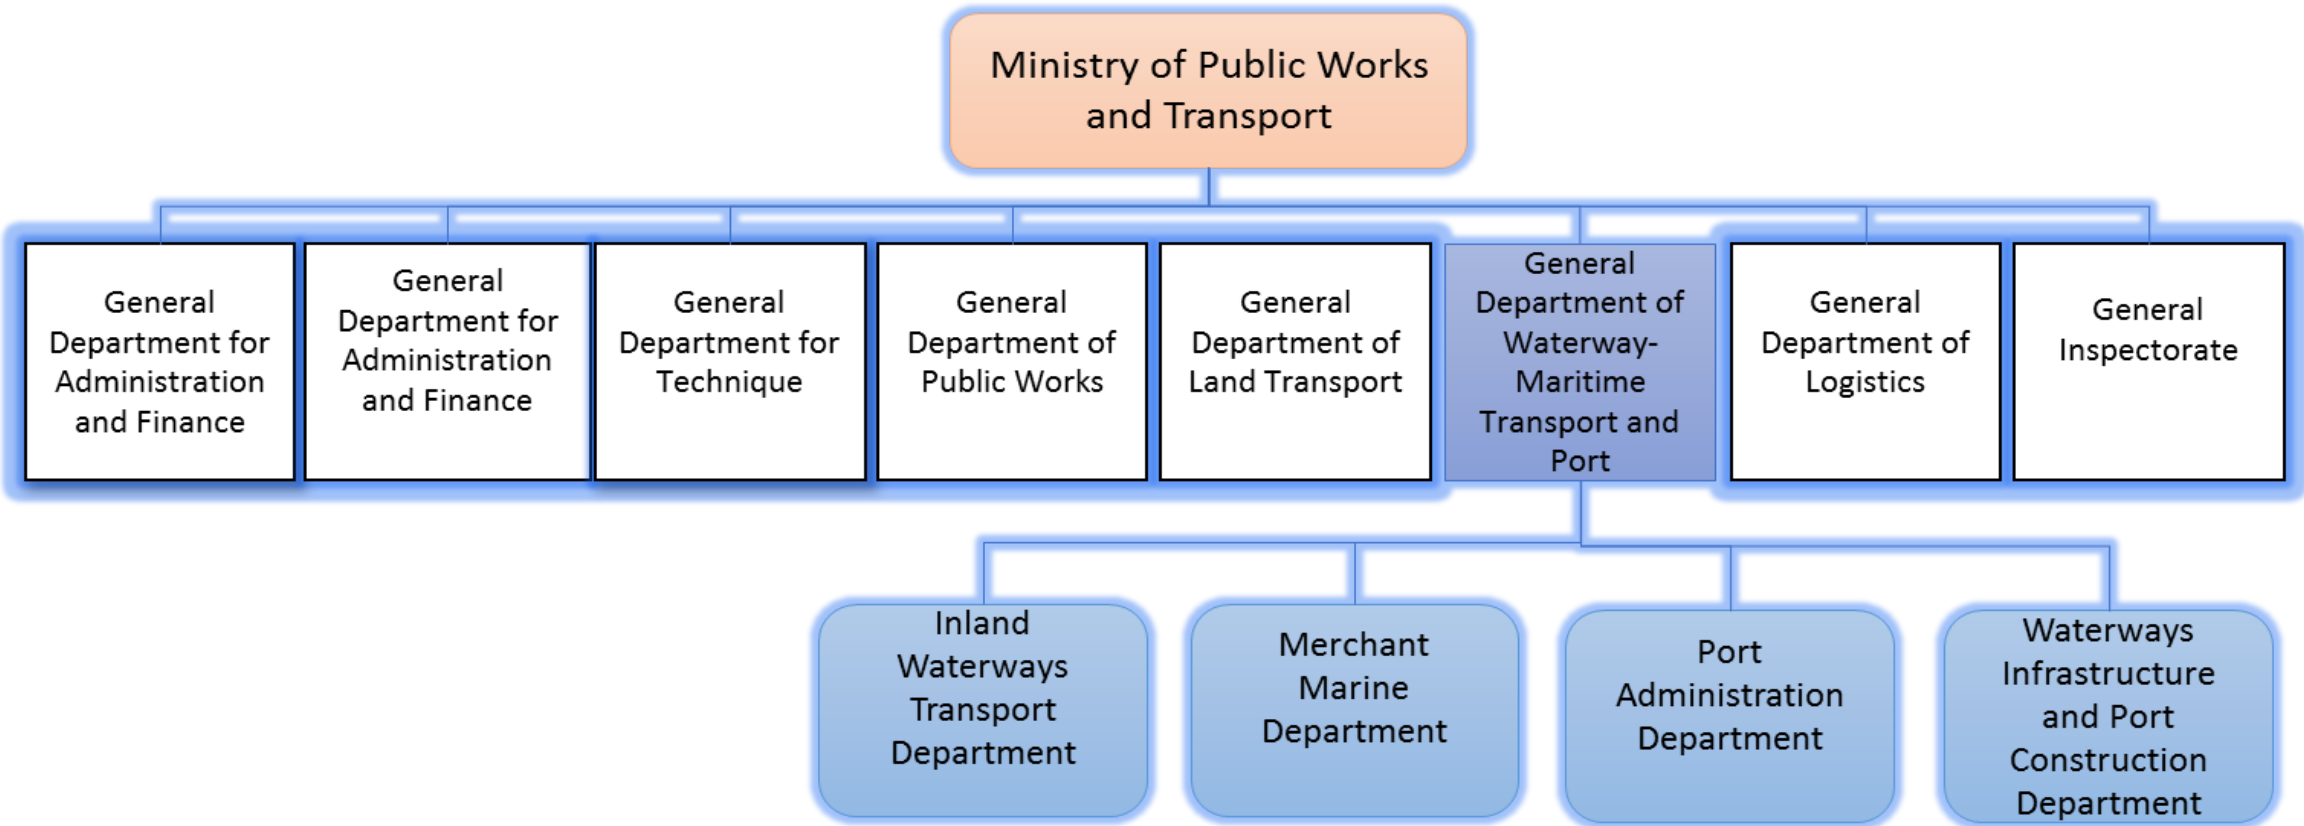 Ministry of Public Works
and Transport
General
Department for
Administration
and Finance
General
Department for
Administration
and Finance
General
Department for
Technique
General
Department of
Public Works
General
Department of
Land Transport
General
Department of
Waterway-
Maritime
Transport and
Port
General
Department of
Logistics
General
Inspectorate
Inland
Waterways
Transport
Department
Merchant
Marine
Department
Port
Administration
Department
Waterways
Infrastructure
and Port
Construction
Department